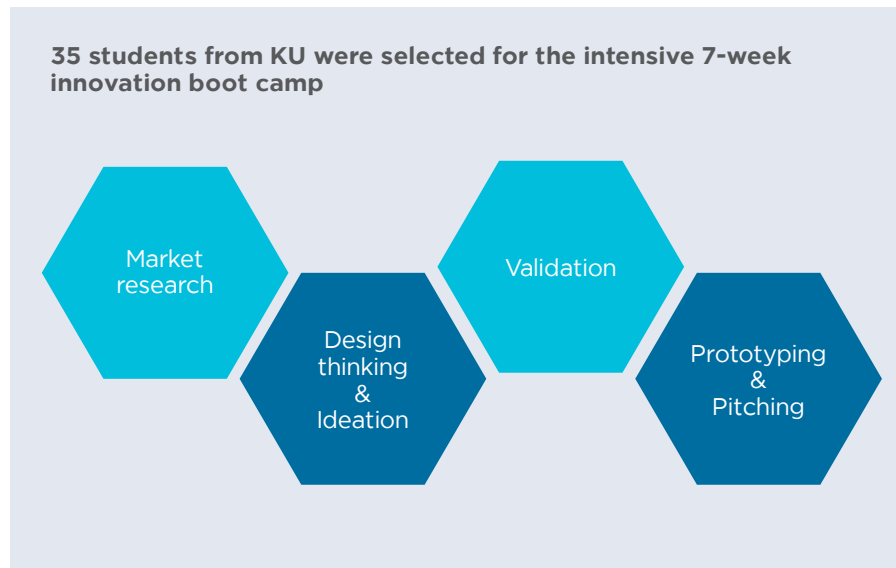 35 students from KU were selected for the intensive 7-week
innovation boot camp
Market
research
Design
thinking
&
Ideation
Validation
Prototyping
&
Pitching